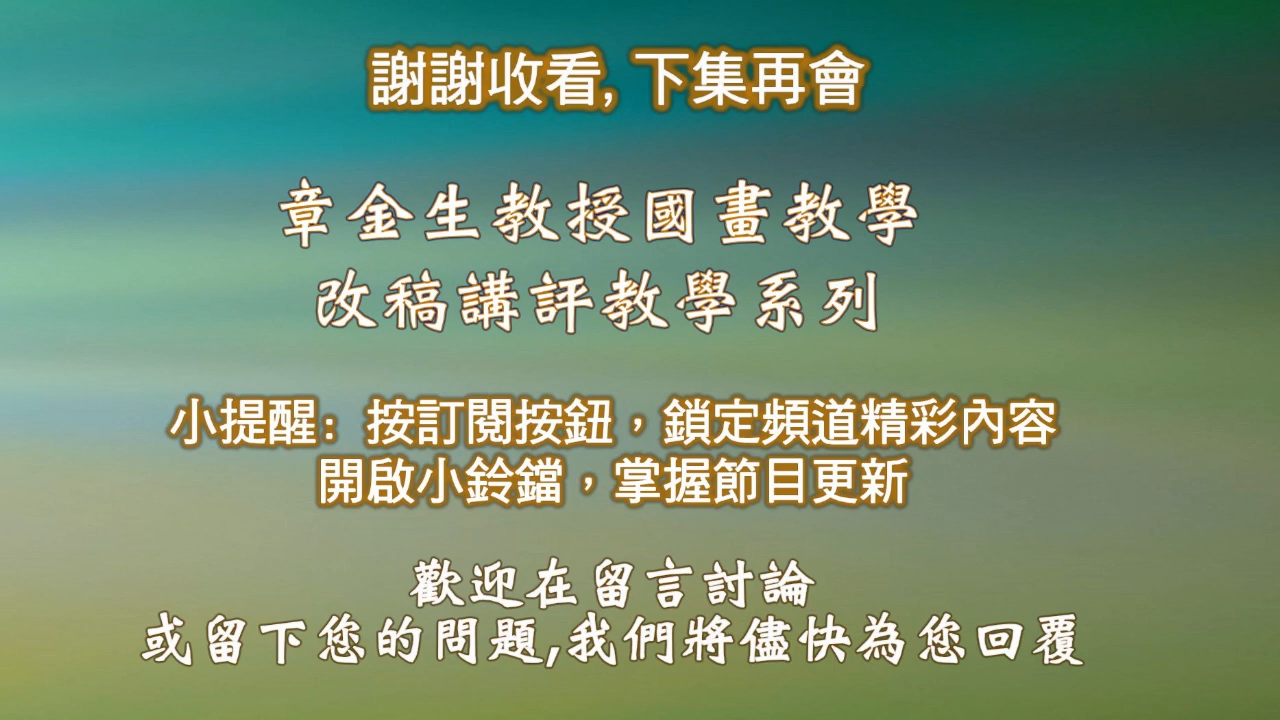 謝謝收看, 下集再會
章金生教授國畫教學
改稿講評教學系列
小提醒：按訂閱按鈕，鎖定頻道精彩內容
開啟小鈴鐺，掌握節目更新
歡迎在留言討論
或留下您的問題,我們將儘快為您回覆